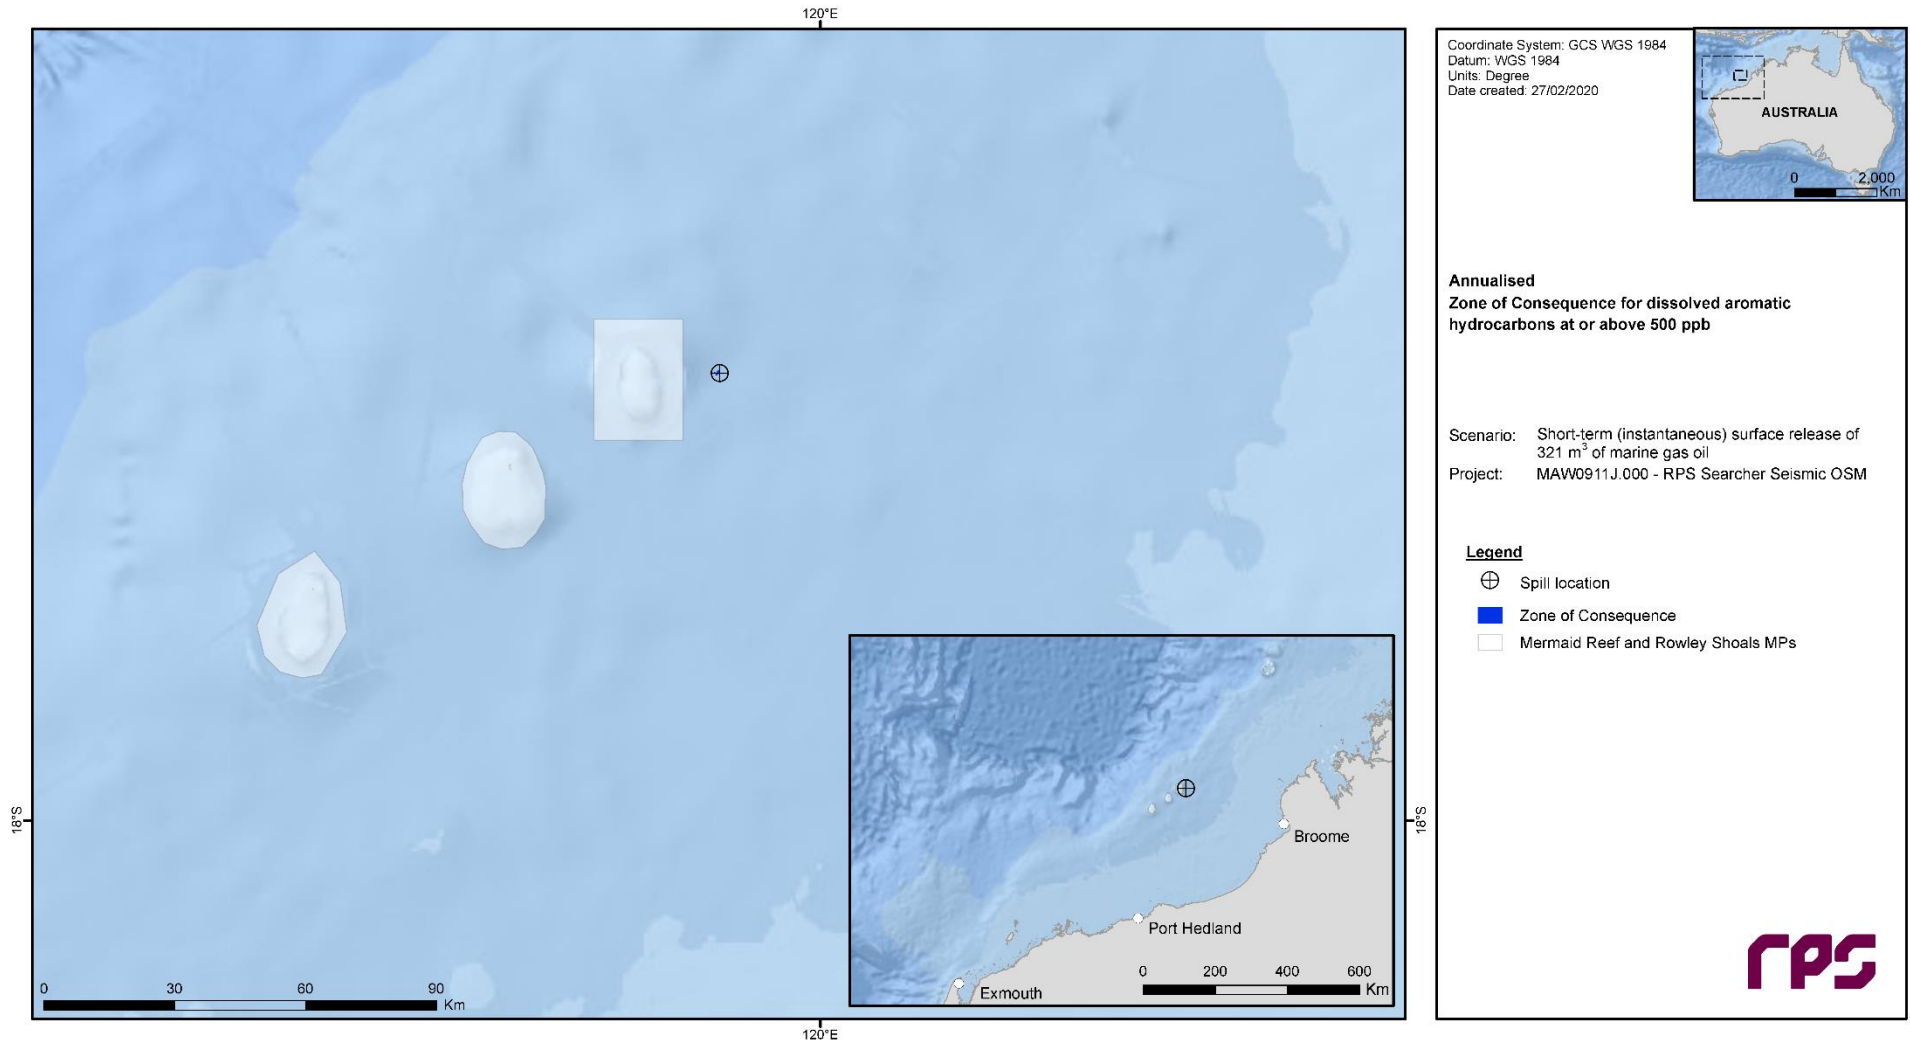 120°E
18°S
18°S
0 30 60 90
Km
120°E
Broome
Port Hedland
Exmouth
0 200 400 600
Km
Coordinate System: GCS WGS 1984
Datum: WGS 1984
Units: Degree
Date created: 27/02/2020
AUSTRALIA
0 2,000
Km
Annualised
Zone of Consequence for dissolved aromatic
hydrocarbons at or above 500 ppb
Scenario: Short-term (instantaneous) surface release of
321 m³ of marine gas oil
Project: MAW0911J.000 - RPS Searcher Seismic OSM
Legend
Spill location
Zone of Consequence
Mermaid Reef and Rowley Shoals MPs
rps